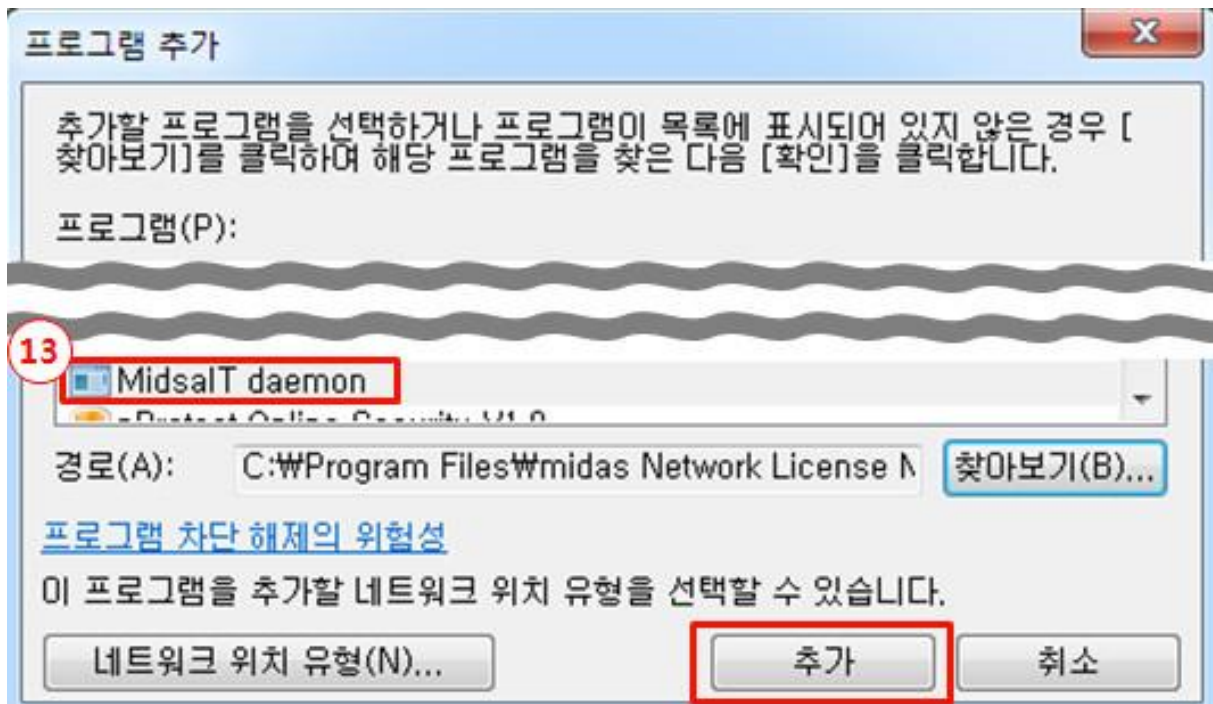 프로그램 추가
추가할 프로그램을 선택하거나 프로그램이 목록에 표시되어 있지 않은 경우 [
찾아보기]를 클릭하여 해당 프로그램을 찾은 다음 [확인]을 클릭합니다.
프로그램(P):
13
MidsaIT daemon
경로(A): C:₩Program Files₩midas Network License 찾아보기(B)...
프로그램 차단 해제의 위험성
이 프로그램을 추가할 네트워크 위치 유형을 선택할 수 있습니다.
네트워크 위치 유형(N)... 추가 취소